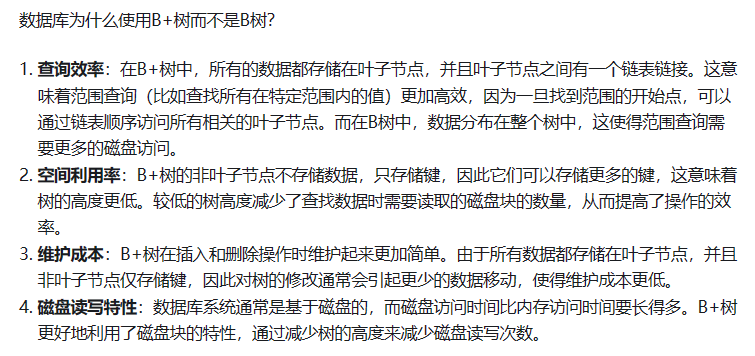 数据库为什么使用B+树而不是B树?
1. 查询效率：在B+树中，所有的数据都存储在叶子节点，并且叶子节点之间有一个链表链接。这意
味着范围查询（比如查找所有在特定范围内的值）更加高效，因为一旦找到范围的开始点，可以
通过链表顺序访问所有相关的叶子节点。而在B树中，数据分布在整个树中，这使得范围查询需
要更多的磁盘访问。
2. 空间利用率：B+树的非叶子节点不存储数据，只存储键，因此它们可以存储更多的键，这意味着
树的高度更低。较低的树高度减少了查找数据时需要读取的磁盘块的数量，从而提高了操作的效
率。
3. 维护成本：B+树在插入和删除操作时维护起来更加简单。由于所有数据都存储在叶子节点，并且
非叶子节点仅存储键，因此对树的修改通常会引起更少的数据移动，使得维护成本更低。
4. 磁盘读写特性：数据库系统通常是基于磁盘的，而磁盘访问时间比内存访问时间要长得多。B+树
更好地利用了磁盘块的特性，通过减少树的高度来减少磁盘读写次数。